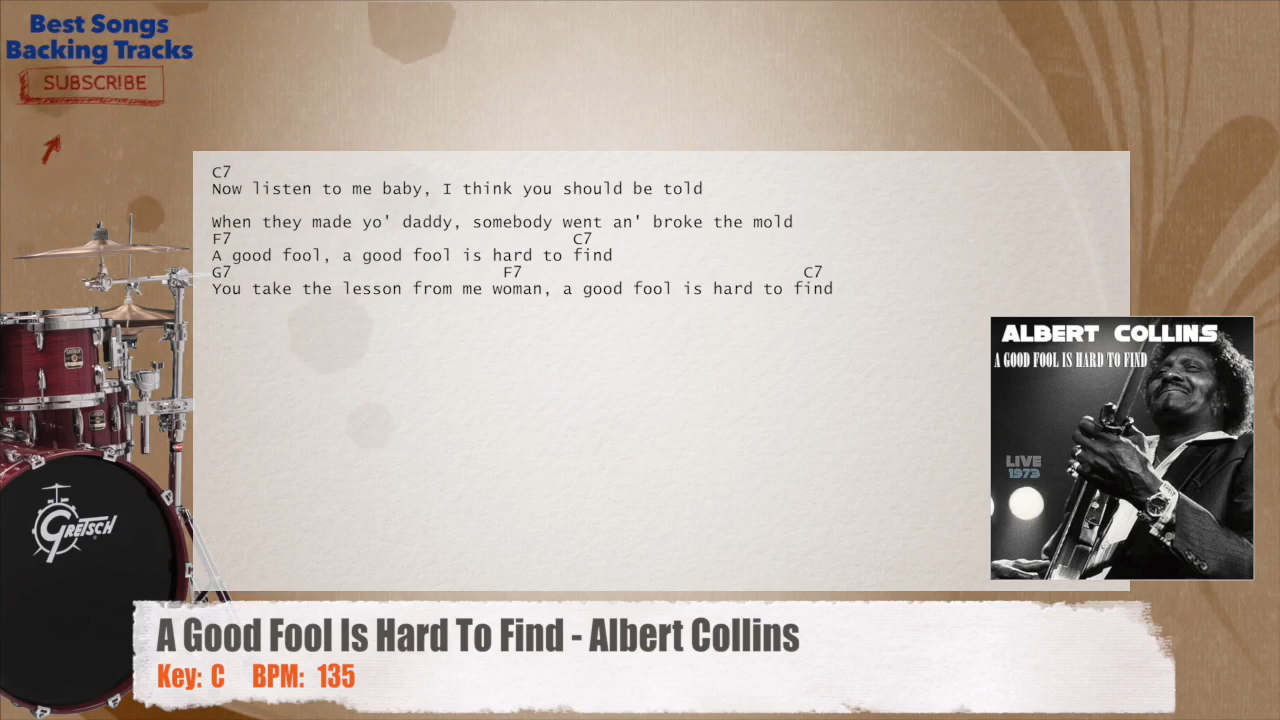 Best Songs
Backing Tracks
SUBSCRIBE
C7
Now listen to me baby, I think you should be told
When they made yo' daddy, somebody went an' broke the mold
F7 C7
A good fool, a good fool is hard to find
G7 F7 C7
You take the lesson from me woman, a good fool is hard to find
ALBERT COLLINS
A GOOD FOOL IS HARD TO FIND
LIVE
1973
GRETSCH
A Good Fool Is Hard To Find - Albert Collins
Key: C BPM: 135